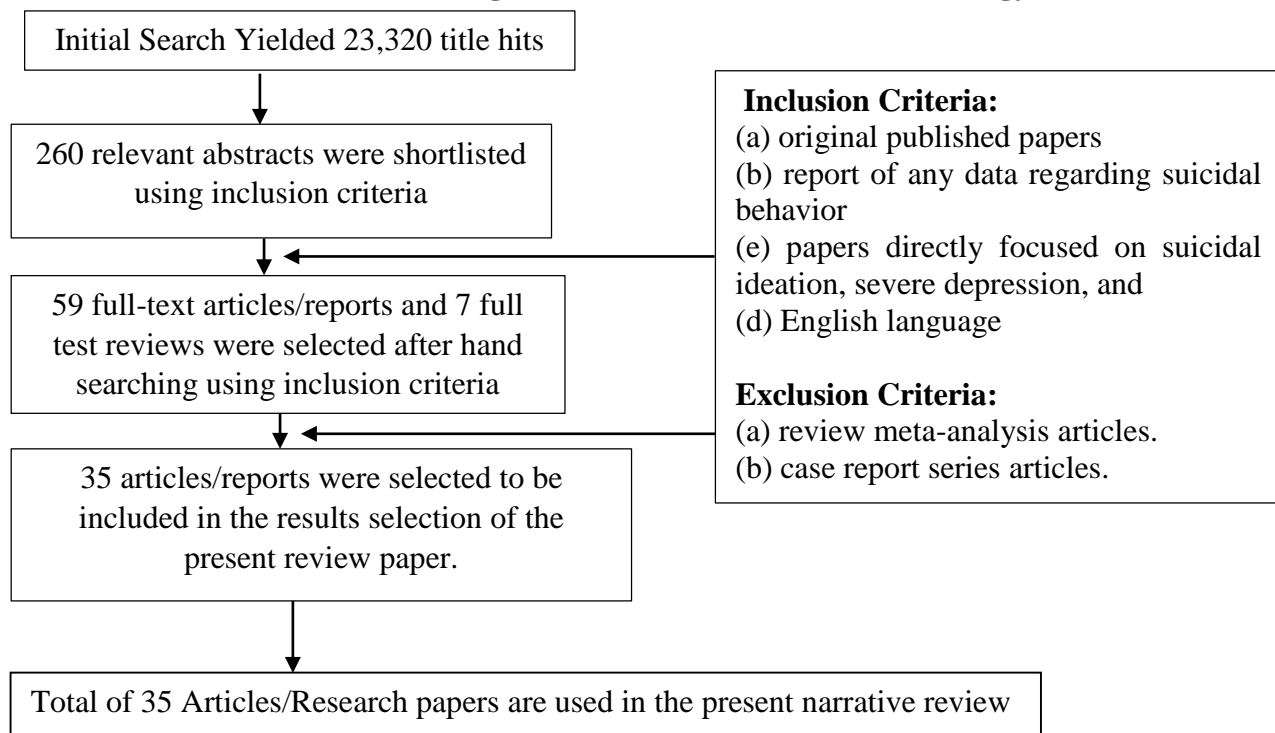 Initial Search Yielded 23,320 title hits
260 relevant abstracts were shortlisted
using inclusion criteria
59 full-text articles/reports and 7 full
test reviews were selected after hand
searching using inclusion criteria
35 articles/reports were selected to be
included in the results selection of the
present review paper.
Total of 35 Articles/Research papers are used in the present narrative review
Inclusion Criteria:
(a) original published papers
(b) report of any data regarding suicidal
behavior
(e) papers directly focused on suicidal
ideation, severe depression, and
(d) English language
Exclusion Criteria:
(a) review meta-analysis articles.
(b) case report series articles.